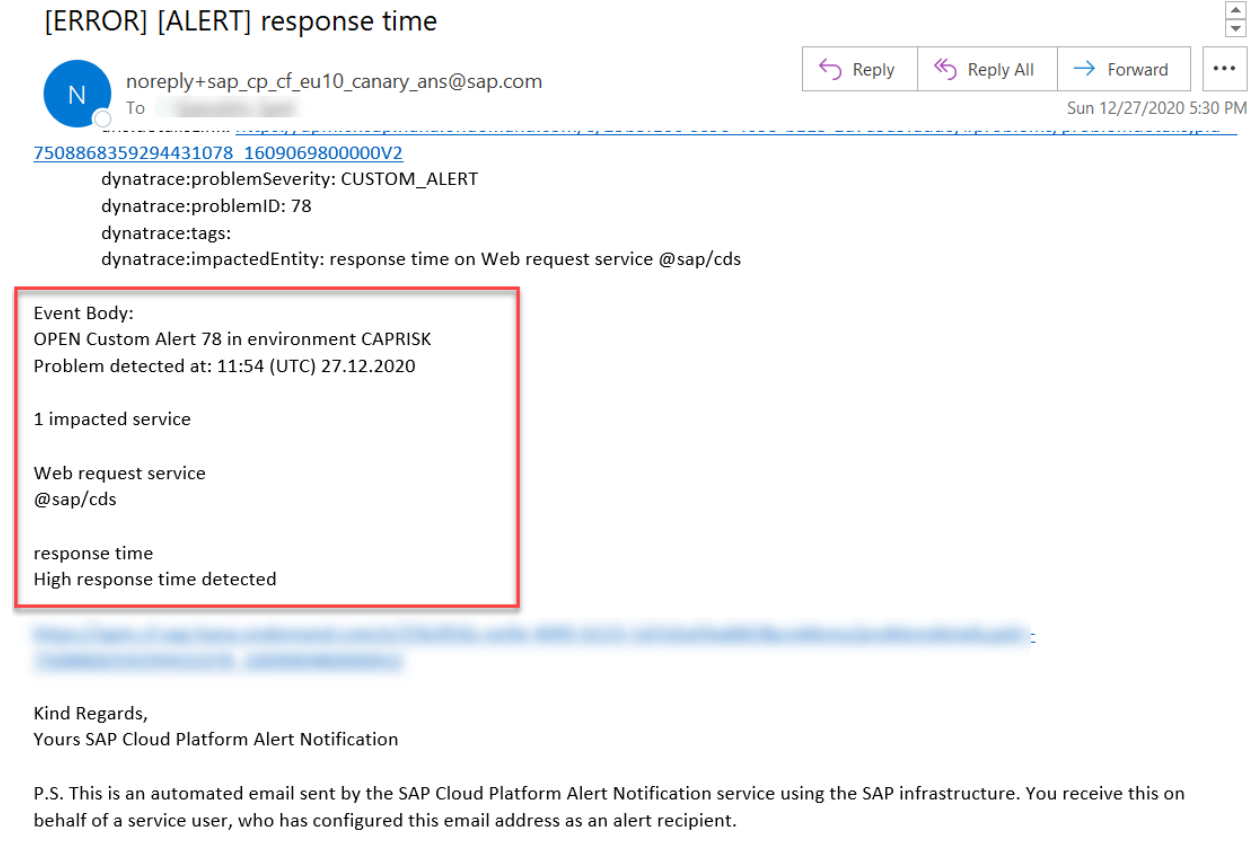 [ERROR] [ALERT] response time
Reply
Reply All
Forward
N
noreply+sap_cp_cf_eu10_canary_ans@sap.com
To
Sun 12/27/2020 5:30 PM
7508868359294431078_1609069800000V2
dynatrace:problemSeverity: CUSTOM_ALERT
dynatrace:problemID: 78
dynatrace:tags:
dynatrace:impactedEntity: response time on Web request service @sap/cds
Event Body:
OPEN Custom Alert 78 in environment CAPRISK
Problem detected at: 11:54 (UTC) 27.12.2020
1 impacted service
Web request service
@sap/cds
response time
High response time detected
Kind Regards,
Yours SAP Cloud Platform Alert Notification
P.S. This is an automated email sent by the SAP Cloud Platform Alert Notification service using the SAP infrastructure. You receive this on
behalf of a service user, who has configured this email address as an alert recipient.